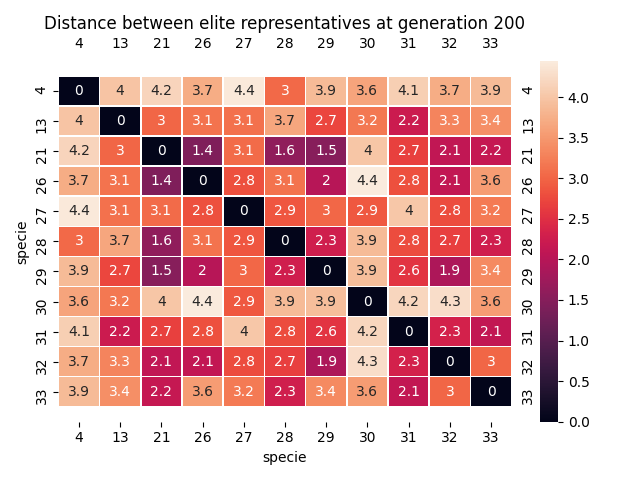 Distance between elite representatives at generation 200
4 13 21 26 27 28 29 30 31 32 33
4 0 4 4.2 3.7 4.4 3 3.9 3.6 4.1 3.7 3.9 4
13 4 0 3 3.1 3.1 3.7 2.7 3.2 2.2 3.3 3.4 13
21 4.2 3 0 1.4 3.1 1.6 1.5 4 2.7 2.1 2.2 21
26 3.7 3.1 1.4 0 2.8 3.1 2 4.4 2.8 2.1 3.6 26
27 4.4 3.1 3.1 2.8 0 2.9 3 2.9 4 2.8 3.2 27
28 3 3.7 1.6 3.1 2.9 0 2.3 3.9 2.8 2.7 2.3 28
29 3.9 2.7 1.5 2 3 2.3 0 3.9 2.6 1.9 3.4 29
30 3.6 3.2 4 4.4 2.9 3.9 3.9 0 4.2 4.3 3.6 30
31 4.1 2.2 2.7 2.8 4 2.8 2.6 4.2 0 2.3 2.1 31
32 3.7 3.3 2.1 2.1 2.8 2.7 1.9 4.3 2.3 0 3 32
33 3.9 3.4 2.2 3.6 3.2 2.3 3.4 3.6 2.1 3 0 33
4 13 21 26 27 28 29 30 31 32 33
specie
specie
4.0
3.5
3.0
2.5
2.0
1.5
1.0
0.5
0.0